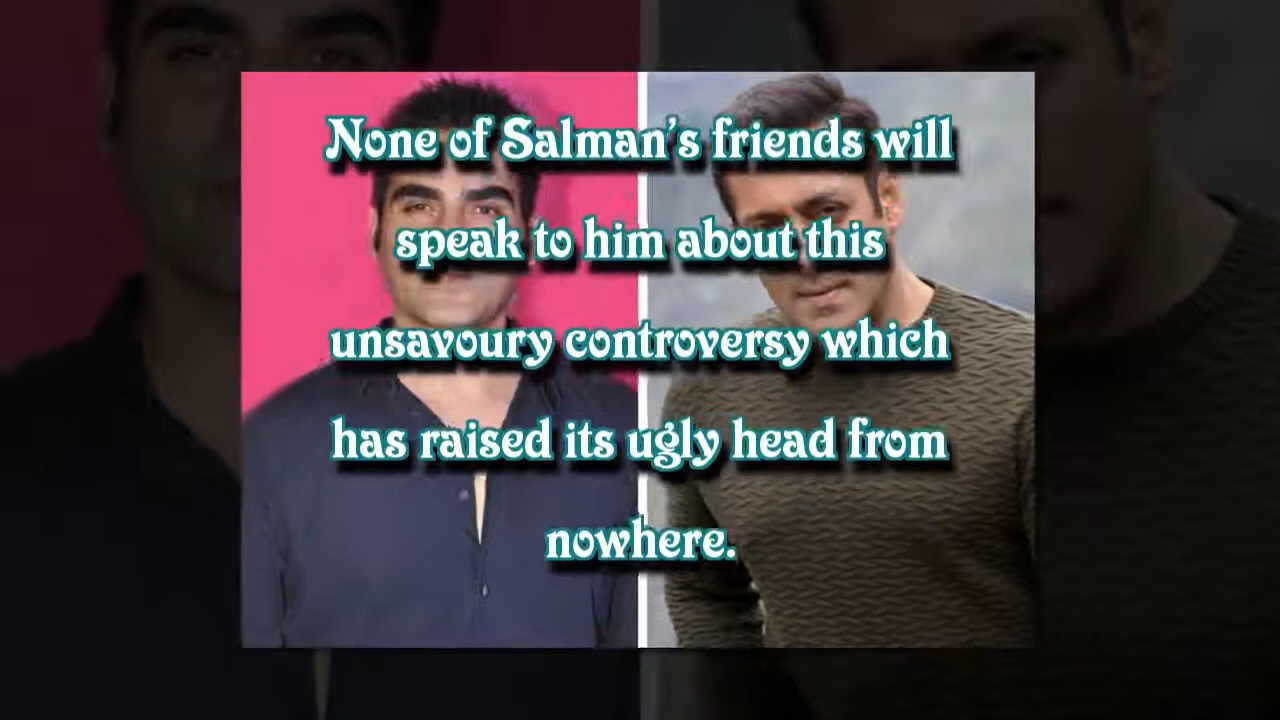 None of Salman's friends will
speak to him about this
unsavoury controversy which
has raised its ugly head from
nowhere.